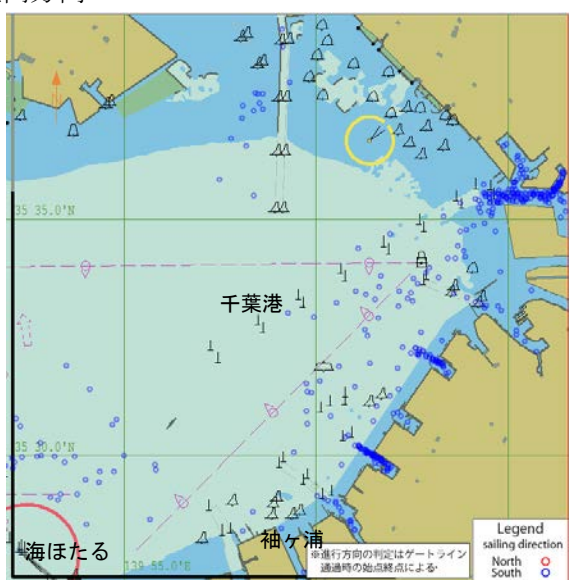 35 35.0'N
千葉港
35 30.0'N
海ほたる
139 55.0'E
袖ヶ浦
※進行方向の判定はゲートライン
通過時の始点終点による
Legend
sailing direction
North
South